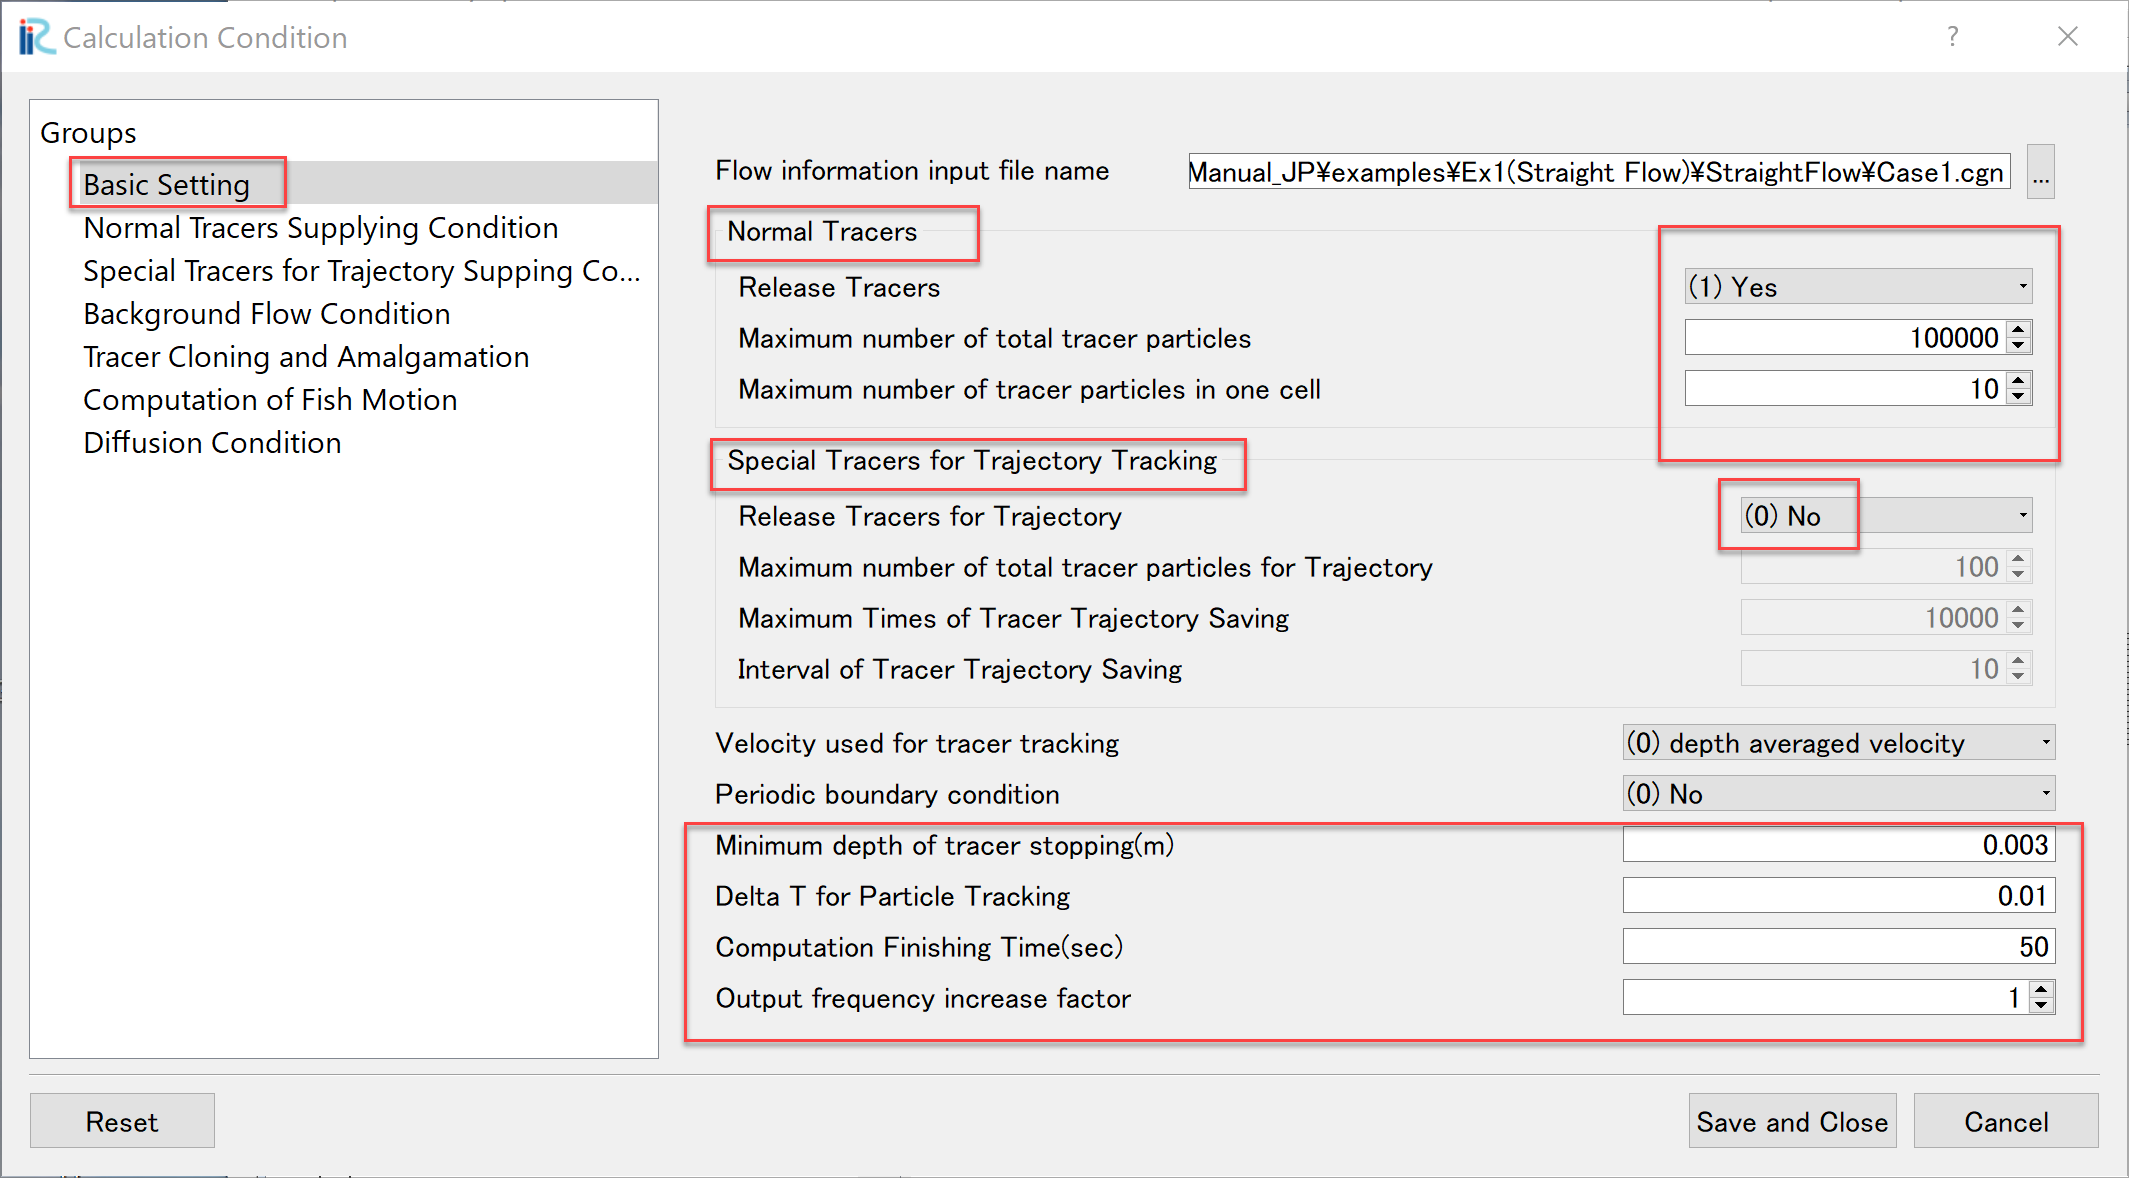 Calculation Condition
?
Groups
Basic Setting
Normal Tracers Supplying Condition
Special Tracers for Trajectory Supping Co...
Background Flow Condition
Tracer Cloning and Amalgamation
Computation of Fish Motion
Diffusion Condition
Flow information input file name Manual_JP¥examples¥Ex1(Straight Flow)¥StraightFlow¥Case1.cgn ...
Normal Tracers
Release Tracers (1) Yes
Maximum number of total tracer particles 100000
Maximum number of tracer particles in one cell 10
Special Tracers for Trajectory Tracking
Release Tracers for Trajectory (0) No
Maximum number of total tracer particles for Trajectory 100
Maximum Times of Tracer Trajectory Saving 10000
Interval of Tracer Trajectory Saving 10
Velocity used for tracer tracking (0) depth averaged velocity
Periodic boundary condition (0) No
Minimum depth of tracer stopping(m) 0.003
Delta T for Particle Tracking 0.01
Computation Finishing Time(sec) 50
Output frequency increase factor 1
Reset
Save and Close
Cancel